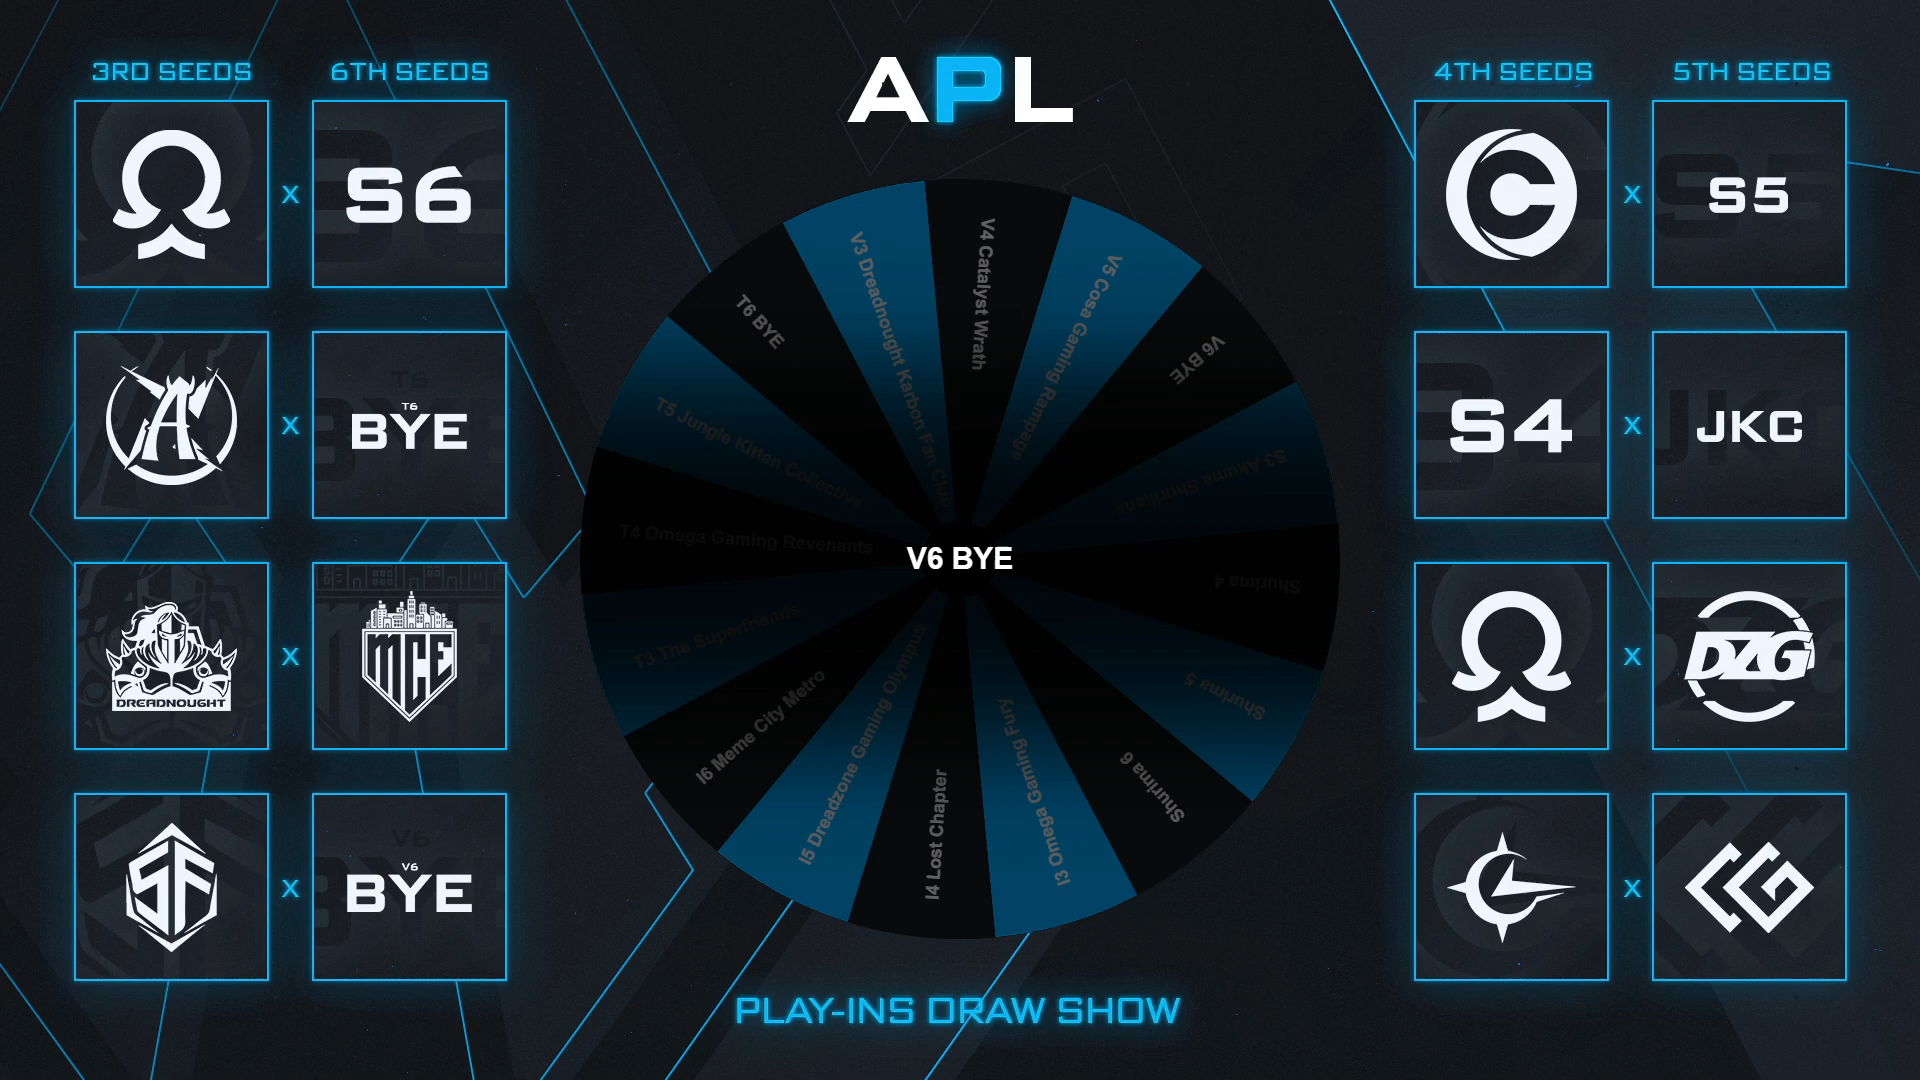 3RD SEEDS
6TH SEEDS
APL
4TH SEEDS
5TH SEEDS
X
S6
X
S5
A
X
T6
BYE
S4
X
JKC
DREADNOUGHT
X
MCE
X
DZG
SF
X
V6
BYE
X
V4 Catalyst Wrath
V5 Cosa Gaming Rampage
V6 BYE
S3 Akuma Shurikens
Shurima 4
Shurima 5
Shurima 6
I3 Omega Gaming Fury
I4 Lost Chapter
I5 Dreadzone Gaming Olympus
I6 Meme City Metro
T3 The Superfriends
T4 Omega Gaming Revenants
T5 Jungle Kitten Collective
T6 BYE
V3 Dreadnought Karbon Fan Club
V6 BYE
PLAY-INS DRAW SHOW